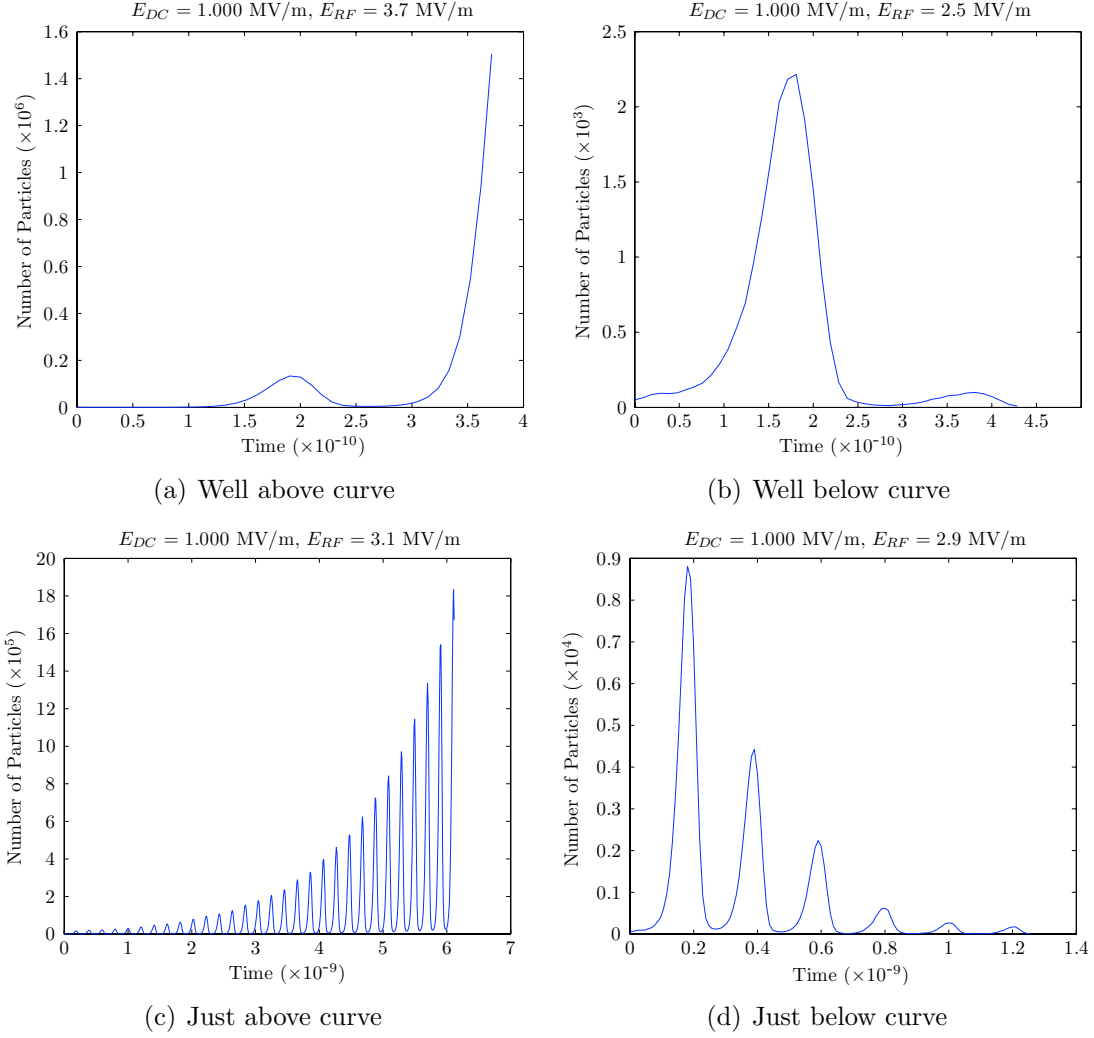 E_DC = 1.000 MV/m, E_RF = 3.7 MV/m
1.6
1.4
1.2
1
0.8
0.6
0.4
0.2
0
Number of Particles (×10^6)
0 0.5 1 1.5 2 2.5 3 3.5 4
Time (×10^-10)
(a) Well above curve
E_DC = 1.000 MV/m, E_RF = 2.5 MV/m
2.5
2
1.5
1
0.5
0
Number of Particles (×10^3)
0 0.5 1 1.5 2 2.5 3 3.5 4 4.5
Time (×10^-10)
(b) Well below curve
E_DC = 1.000 MV/m, E_RF = 3.1 MV/m
20
18
16
14
12
10
8
6
4
2
0
Number of Particles (×10^5)
0 1 2 3 4 5 6 7
Time (×10^-9)
(c) Just above curve
E_DC = 1.000 MV/m, E_RF = 2.9 MV/m
0.9
0.8
0.7
0.6
0.5
0.4
0.3
0.2
0.1
0
Number of Particles (×10^4)
0 0.2 0.4 0.6 0.8 1 1.2 1.4
Time (×10^-9)
(d) Just below curve